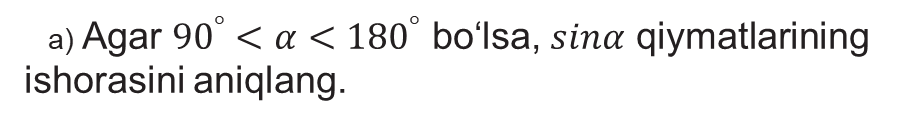 a) Agar 90° < 𝛼 < 180° bo‘lsa, 𝑠𝑖𝑛𝛼 qiymatlarining
ishorasini aniqlang.